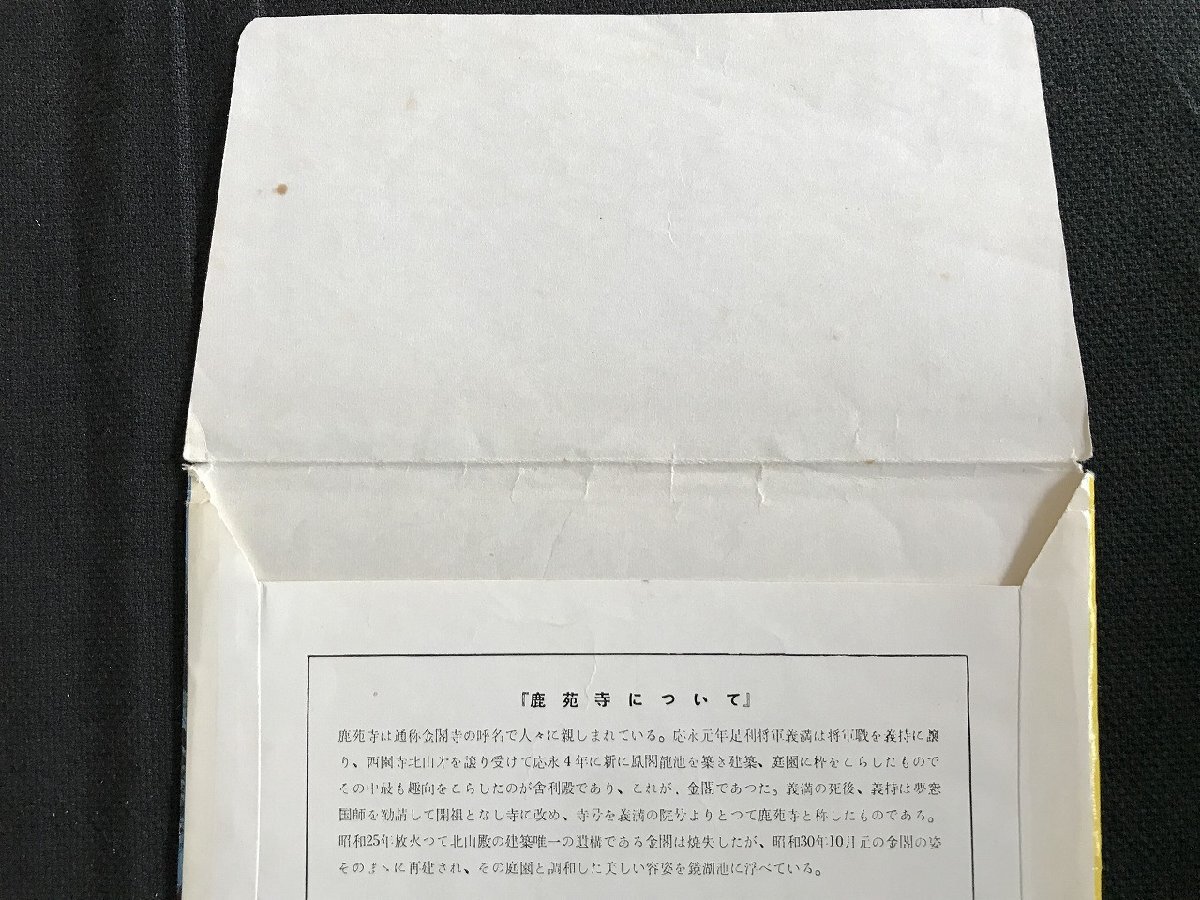 『鹿苑寺について』
鹿苑寺は通称金閣寺の呼名で人々に親しまれている。応永元年足利将軍義満は将軍職を義持に譲
り、西園寺北山ダを譲り受けて応永4年に新に鳳閣龍池を築き建築、庭園に粋をこらしたもので
その中最も趣向をこらしたのが舎利殿であり、これが、金閣であつた。義満の死後、義持は夢窓
国師を勧請して開祖となし寺に改め、寺号を義満の院号よりとつて鹿苑寺と称したものである。
昭和25年放火つて北山殿の建築唯一の遺構である金閣は焼失したが、昭和30年10月元の金閣の姿
そのまゝに再建され、その庭園と調和した美しい容姿を鏡湖池に浮べている。